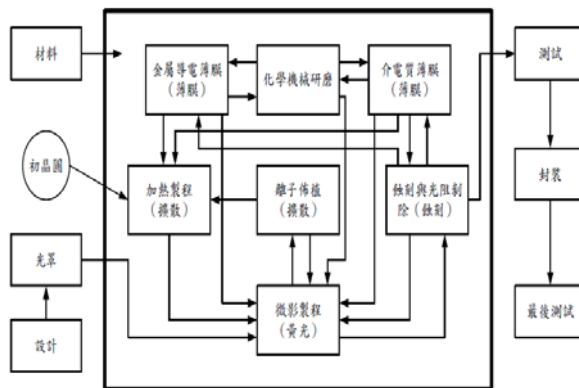 材料
金屬導電薄膜
(薄膜)
化學機械研磨
介電質薄膜
(薄膜)
測試
初晶圓
加熱製程
(擴散)
離子佈植
(擴散)
蝕刻與光阻剝
除(蝕刻)
封裝
光罩
微影製程
(黃光)
最後測試
設計